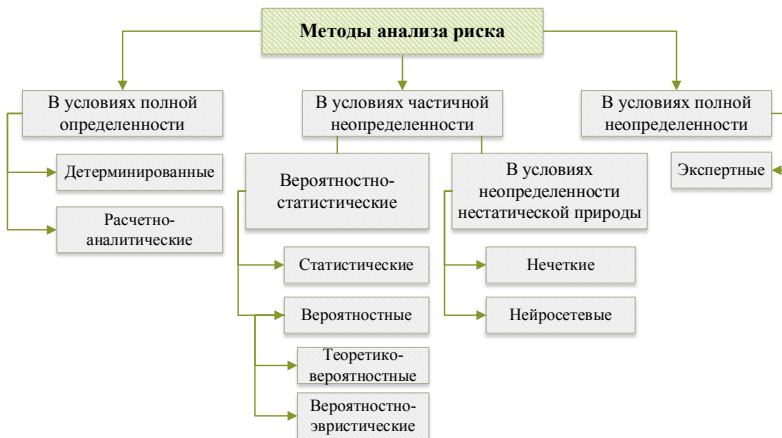 Методы анализа риска
В условиях полной
определенности
Детерминированные
Расчетно-
аналитические
В условиях частичной
неопределенности
Вероятностно-
статистические
Статистические
Вероятностные
Теоретико-
вероятностные
Вероятностно-
эвристические
В условиях
неопределенности
нестатической природы
Нечеткие
Нейросетевые
В условиях полной
неопределенности
Экспертные